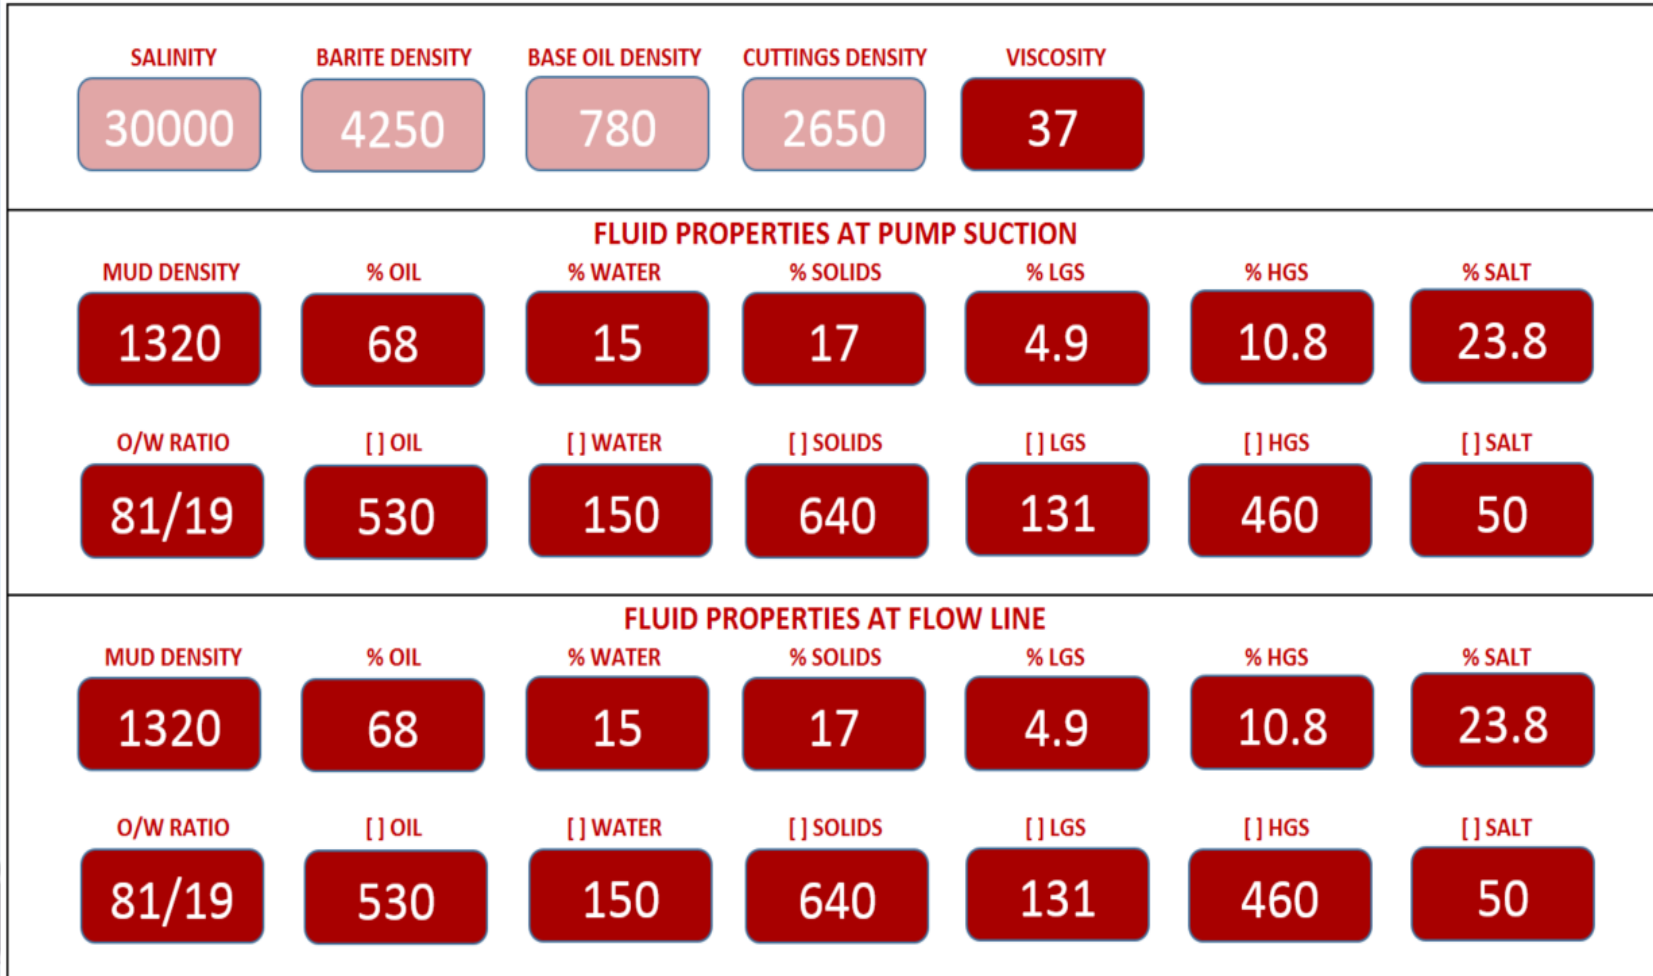 SALINITY BARITE DENSITY BASE OIL DENSITY CUTTINGS DENSITY VISCOSITY
30000 4250 780 2650 37
FLUID PROPERTIES AT PUMP SUCTION
MUD DENSITY % OIL % WATER % SOLIDS % LGS % HGS % SALT
1320 68 15 17 4.9 10.8 23.8
O/W RATIO [ ] OIL [ ] WATER [ ] SOLIDS [ ] LGS [ ] HGS [ ] SALT
81/19 530 150 640 131 460 50
FLUID PROPERTIES AT FLOW LINE
MUD DENSITY % OIL % WATER % SOLIDS % LGS % HGS % SALT
1320 68 15 17 4.9 10.8 23.8
O/W RATIO [ ] OIL [ ] WATER [ ] SOLIDS [ ] LGS [ ] HGS [ ] SALT
81/19 530 150 640 131 460 50